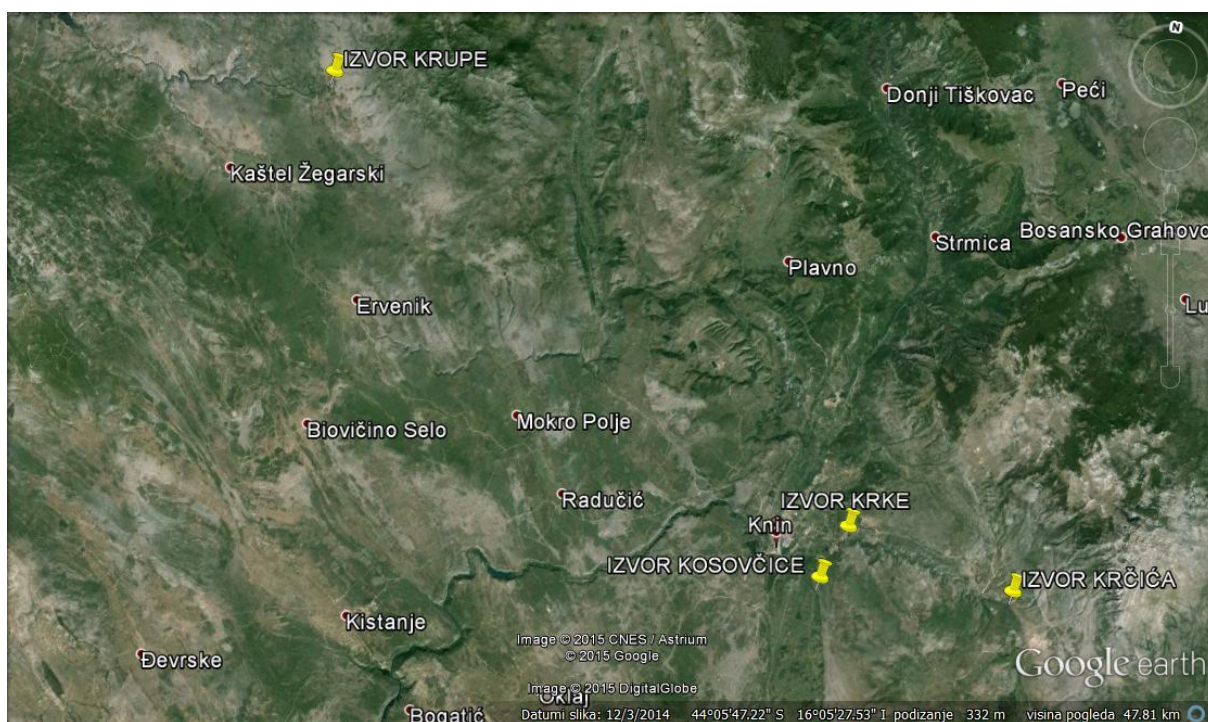 N
IZVOR KRUPE
Donji Tiškovac
Peći
Kaštel Žegarski
Bosansko Grahovo
Strmica
Plavno
Lu
Ervenik
Mokro Polje
Biovičino Selo
Radučić
IZVOR KRKE
Knin
IZVOR KOSOVČICE
IZVOR KRČIĆA
Kistanje
Image © 2015 CNES / Astrium
© 2015 Google
Đevrske
Google earth
Image © 2015 DigitalGlobe
Oklaj
Bogatić
Datumi slika: 12/3/2014 44°05'47.22" S 16°05'27.53" I podizanje 332 m visina pogleda 47.81 km